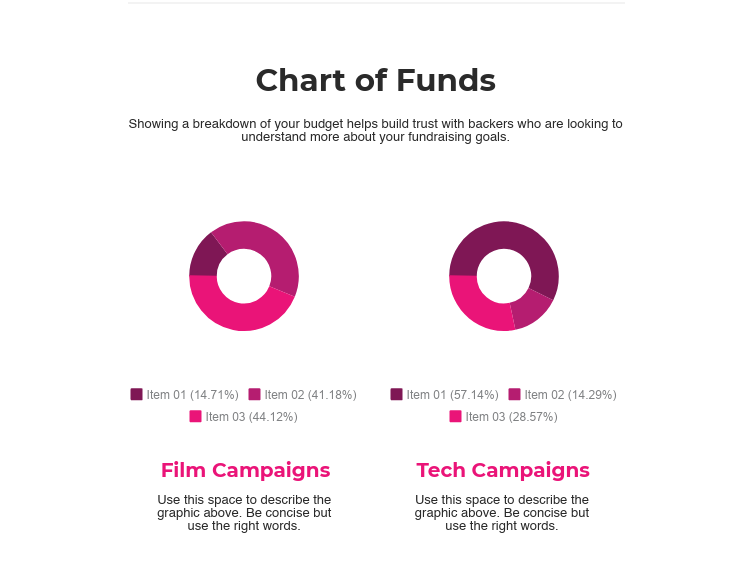 Chart of Funds
Showing a breakdown of your budget helps build trust with backers who are looking to
understand more about your fundraising goals.
Item 01 (14.71%) Item 02 (41.18%)
Item 03 (44.12%)
Item 01 (57.14%) Item 02 (14.29%)
Item 03 (28.57%)
Film Campaigns
Use this space to describe the
graphic above. Be concise but
use the right words.
Tech Campaigns
Use this space to describe the
graphic above. Be concise but
use the right words.